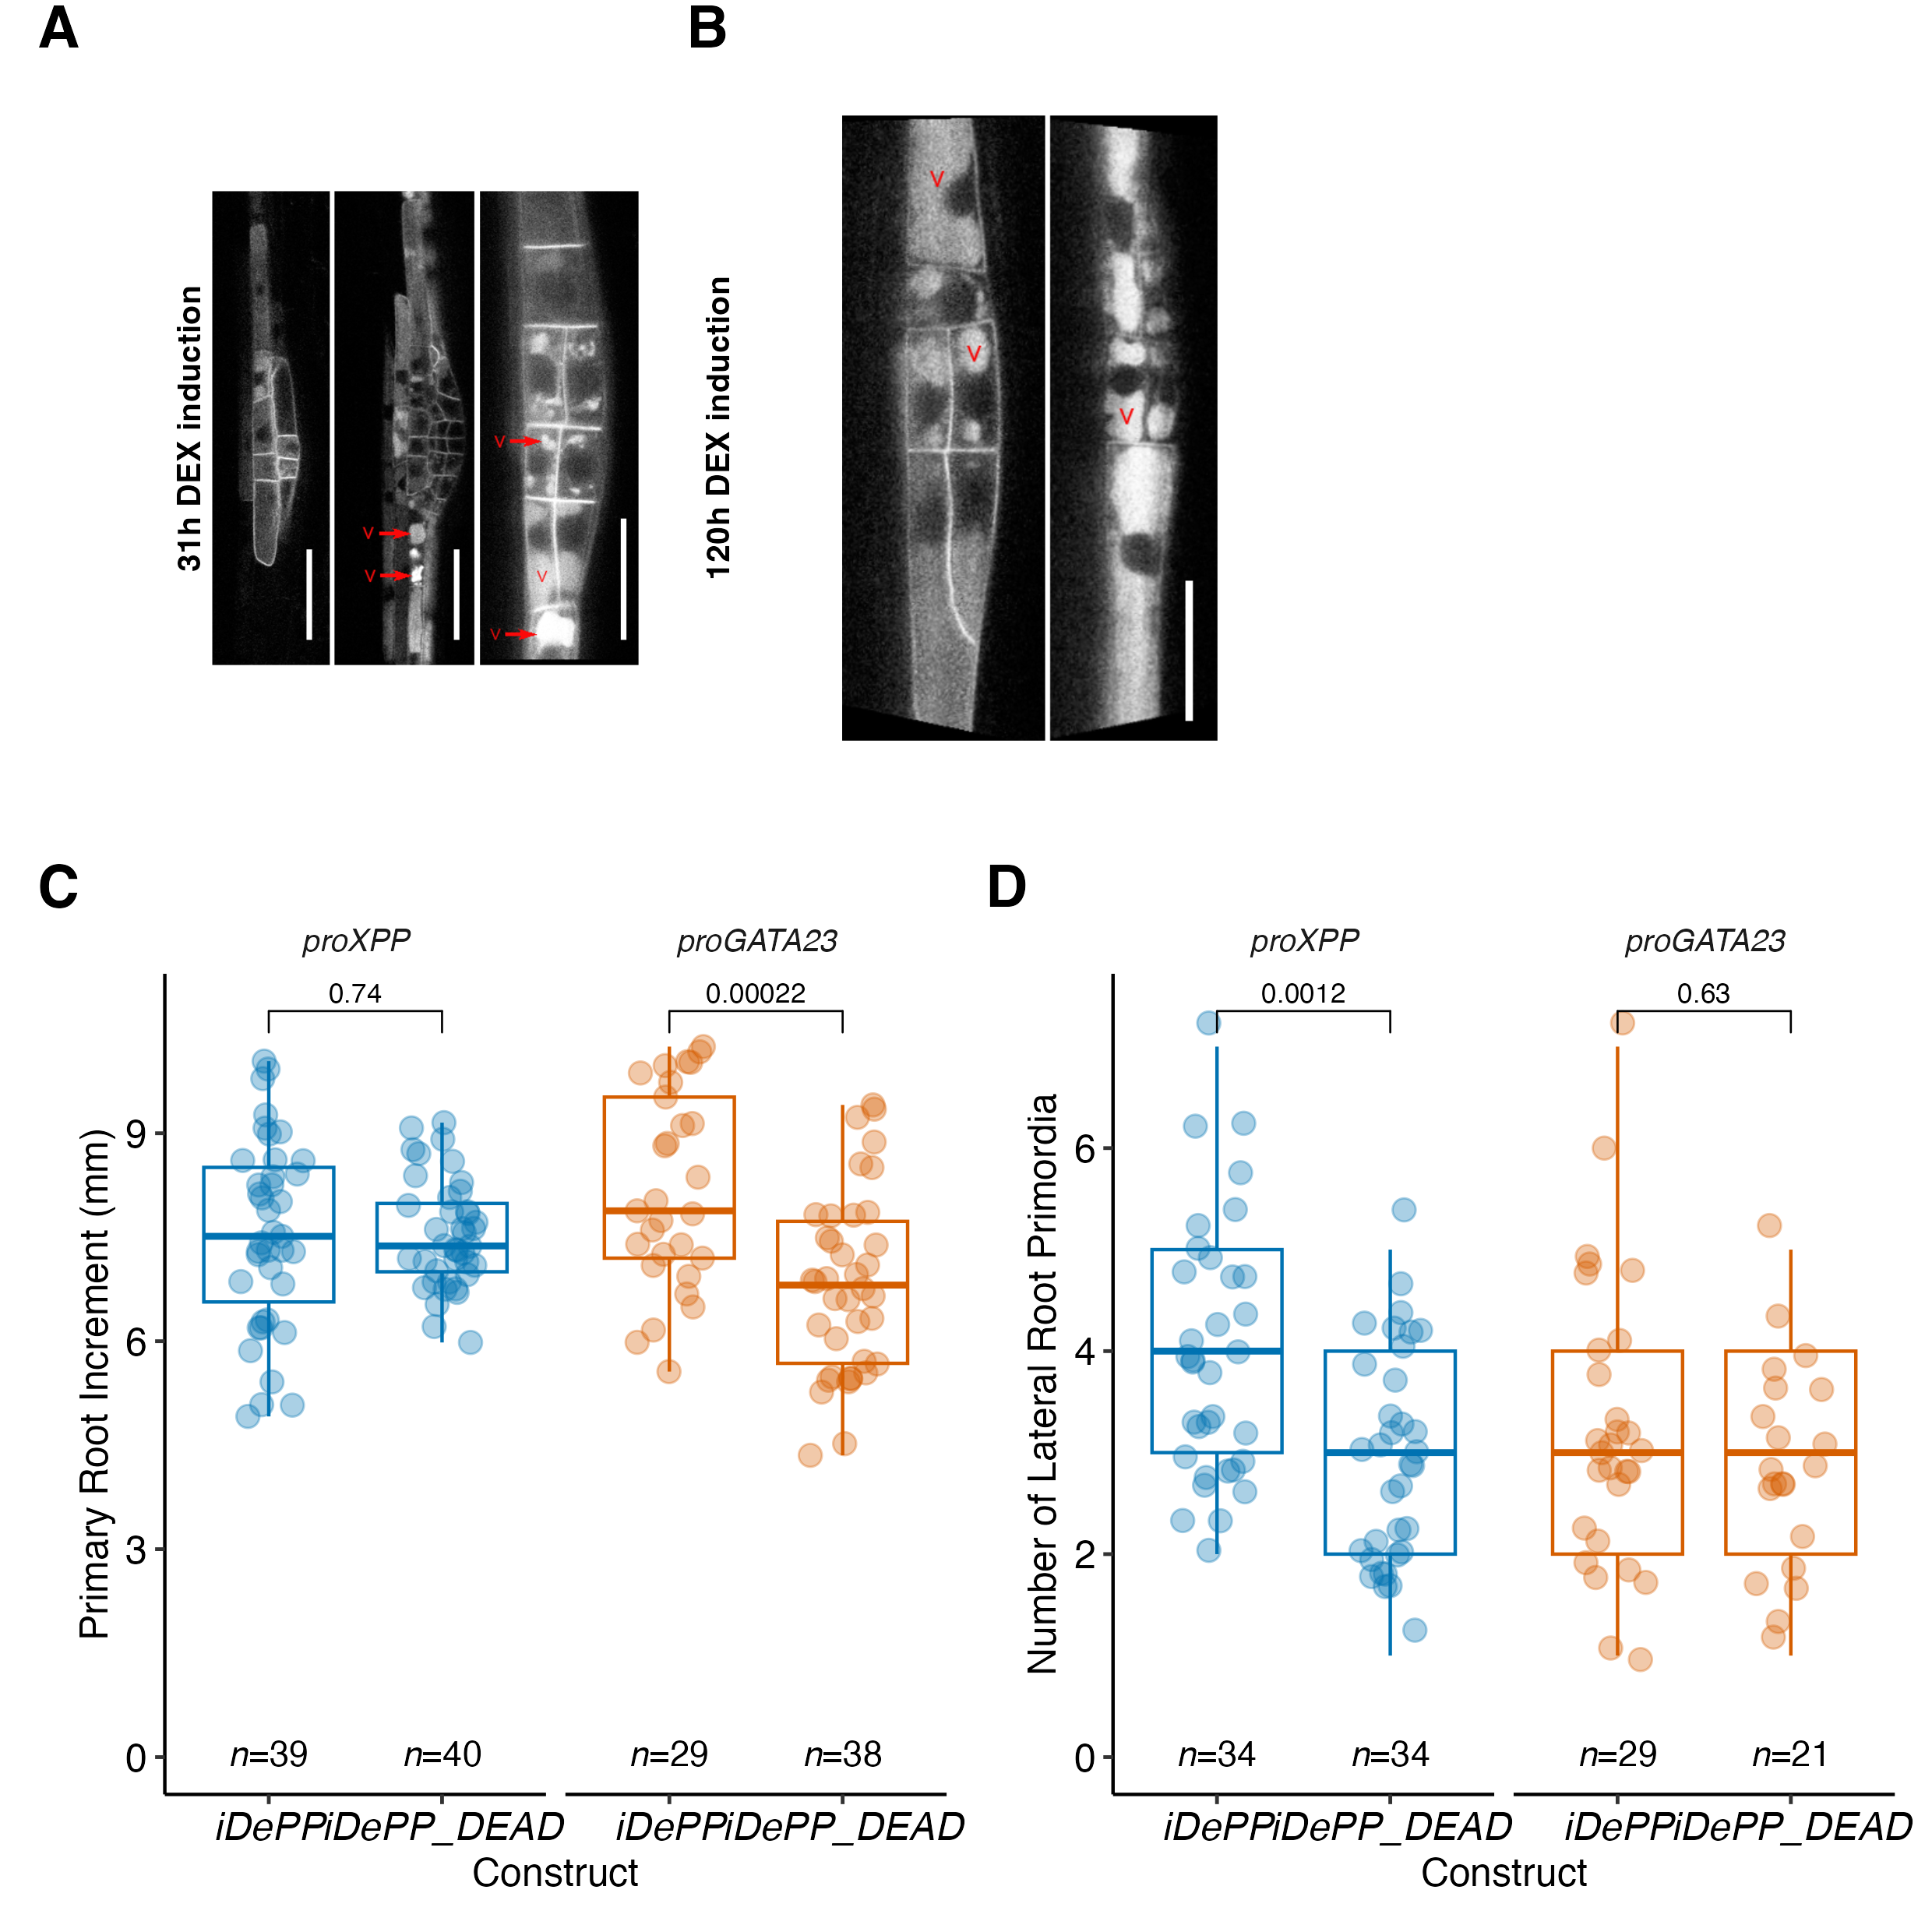 A
B
31h DEX induction
V
V
V
V
V
120h DEX induction
V
V
V
C
D
proXPP
proGATA23
0.74
0.00022
Primary Root Increment (mm)
9
6
3
0
n=39
n=40
n=29
n=38
iDePP
iDePP_DEAD
iDePP
iDePP_DEAD
Construct
proXPP
proGATA23
0.0012
0.63
Number of Lateral Root Primordia
6
4
2
0
n=34
n=34
n=29
n=21
iDePP
iDePP_DEAD
iDePP
iDePP_DEAD
Construct